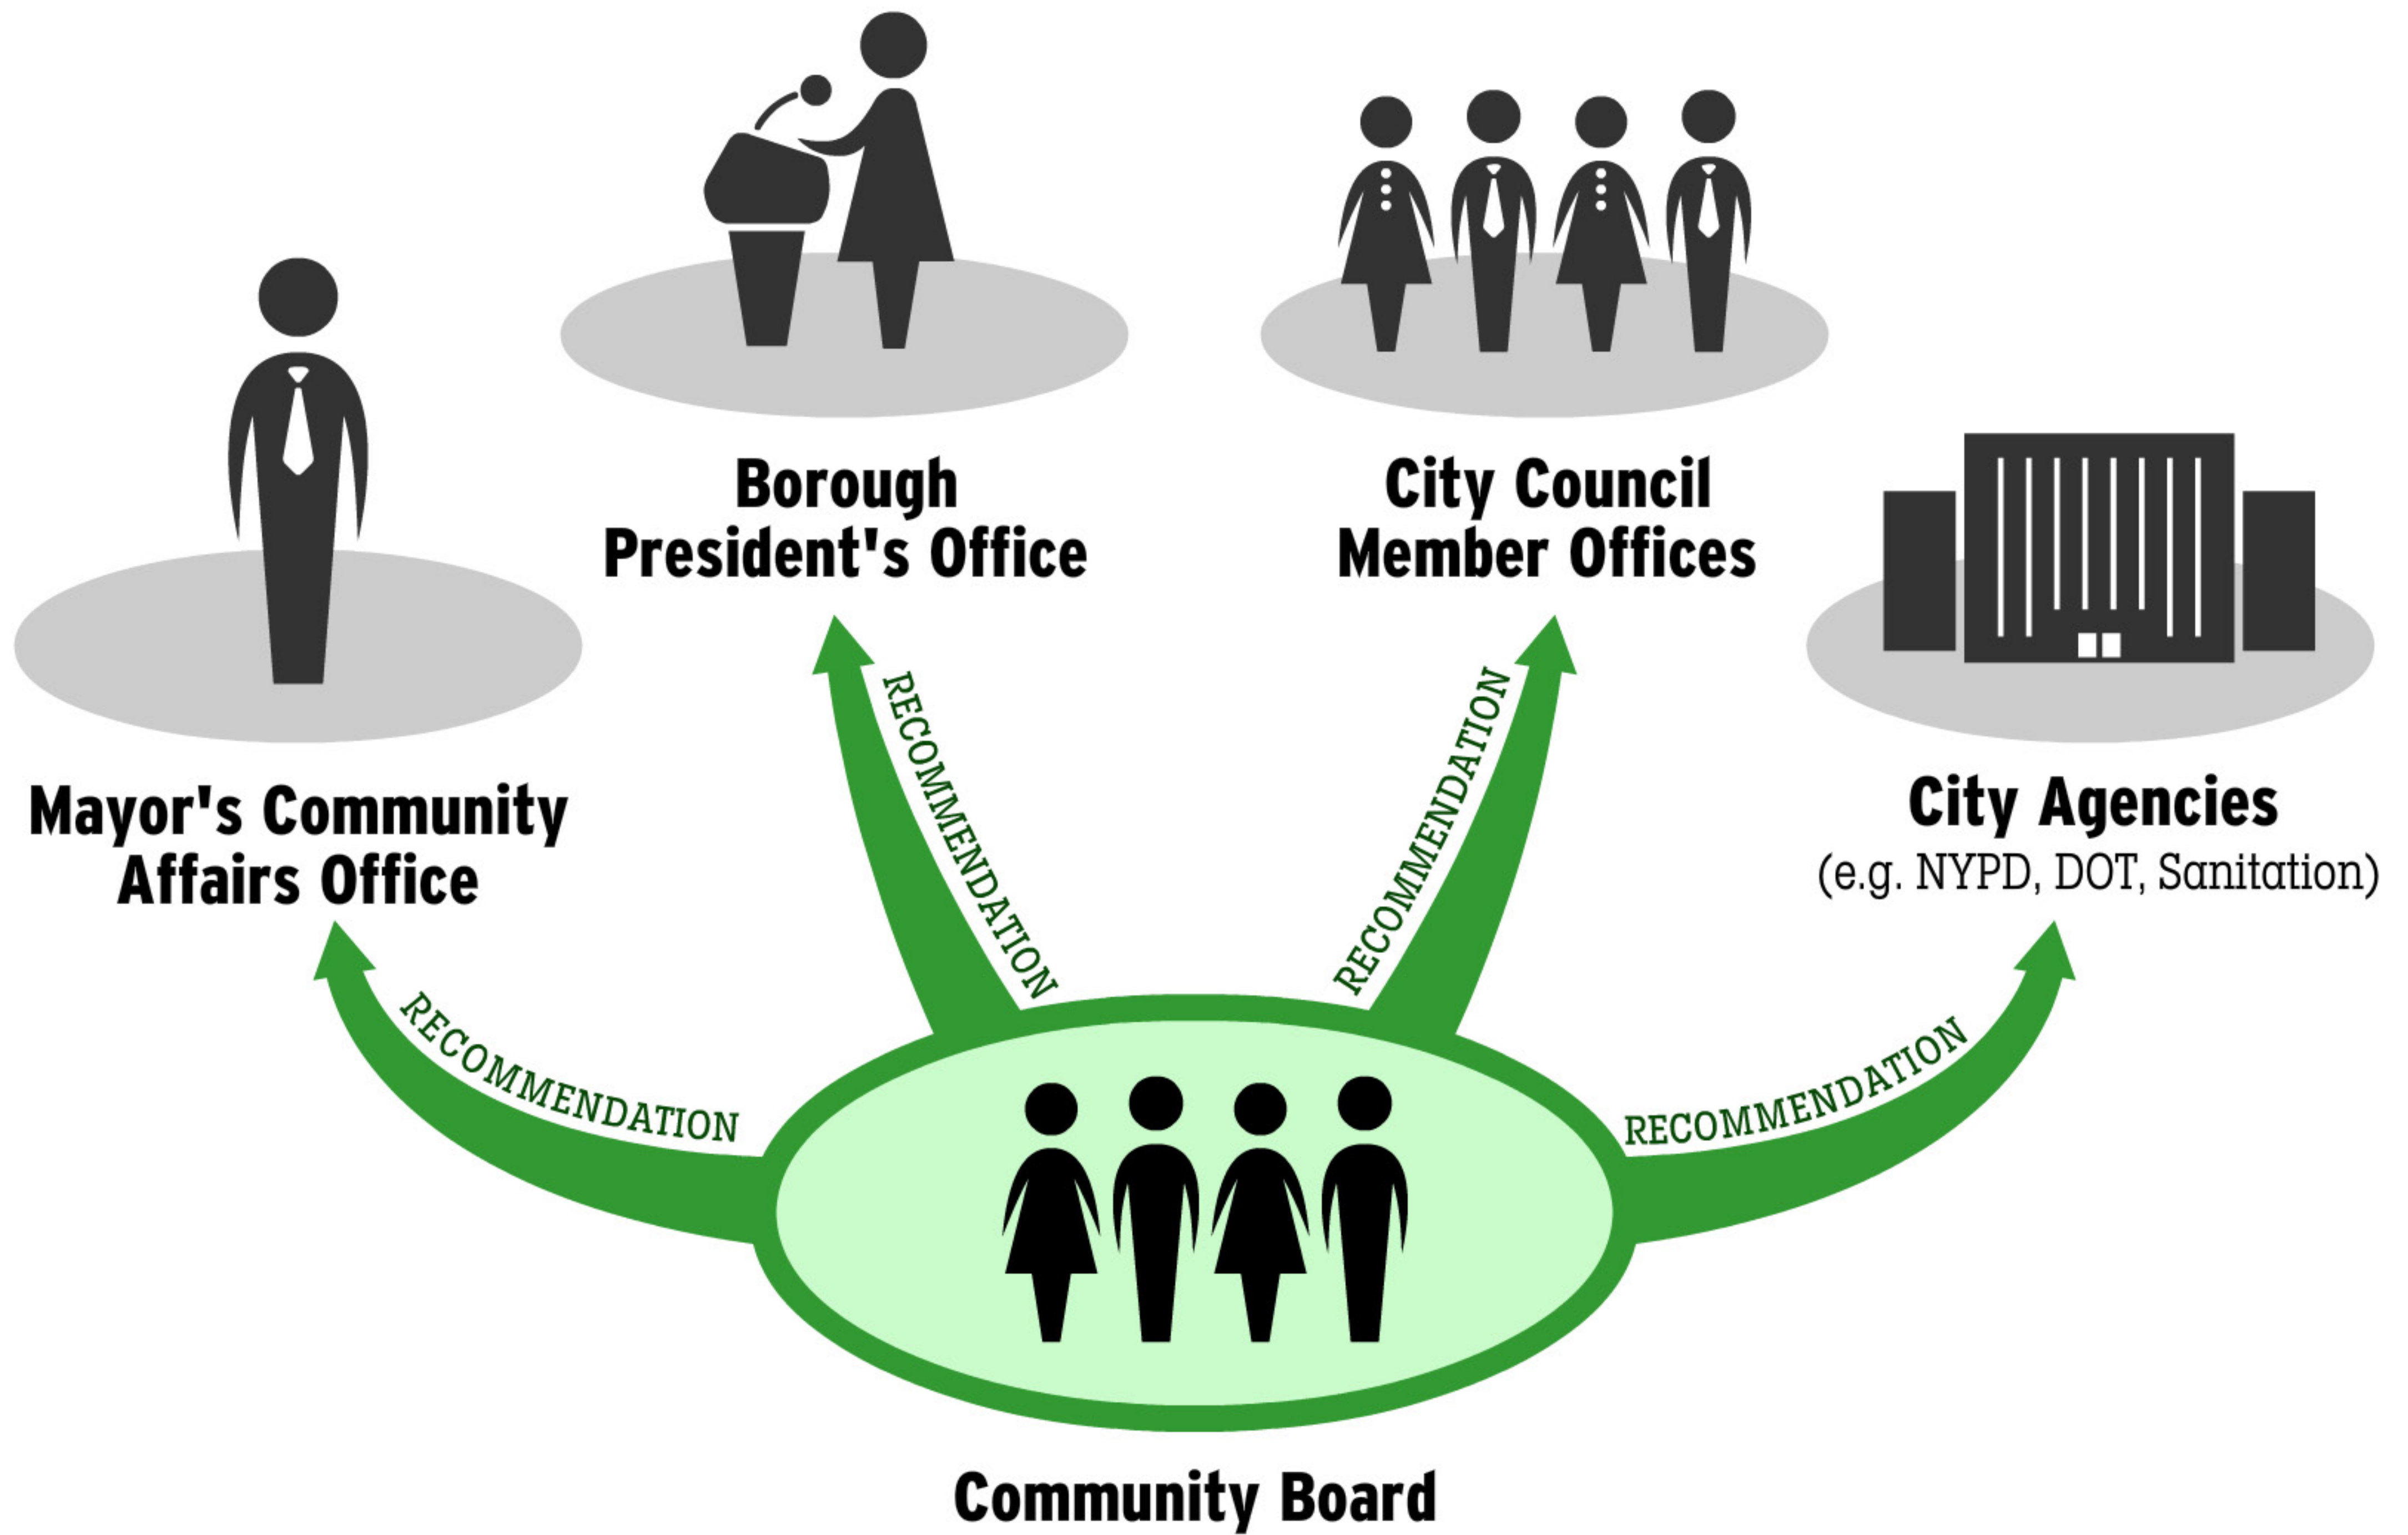 Borough
President's Office
City Council
Member Offices
Mayor's Community
Affairs Office
City Agencies
(e.g. NYPD, DOT, Sanitation)
RECOMMENDATION
RECOMMENDATION
RECOMMENDATION
RECOMMENDATION
Community Board